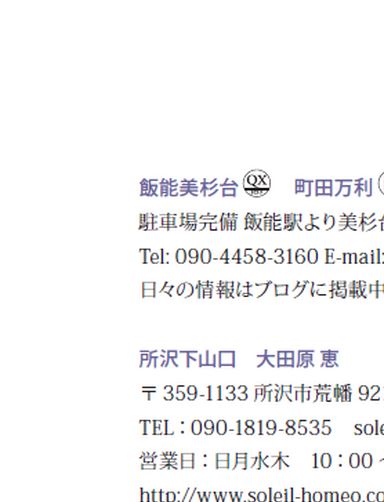 飯能美杉台 QX 町田万利
駐車場完備 飯能駅より美杉台
Tel: 090-4458-3160 E-mail:
日々の情報はブログに掲載中
所沢下山口　大田原 恵
〒 359-1133 所沢市荒幡 92
TEL：090-1819-8535　sole
営業日：日月水木　10：00 ～
http://www.soleil-homeo.co